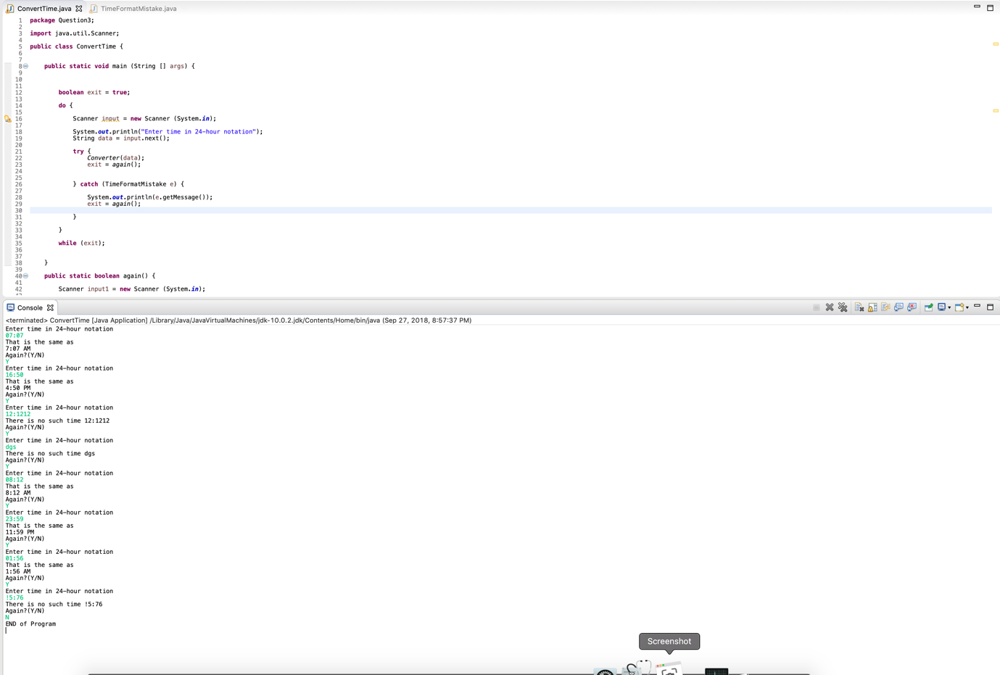 ConvertTime.java TimeFormatMistake.java
1 package Question3;
2
3 import java.util.Scanner;
4
5 public class ConvertTime {
6
7
8 public static void main (String [] args) {
9
10
11
12 boolean exit = true;
13
14 do {
15
16 Scanner input = new Scanner (System.in);
17
18 System.out.println("Enter time in 24-hour notation");
19 String data = input.next();
20
21 try {
22 Converter(data);
23 exit = again();
24
25
26 } catch (TimeFormatMistake e) {
27
28 System.out.println(e.getMessage());
29 exit = again();
30
31 }
32
33 }
34
35 while (exit);
36
37
38 }
39
40 public static boolean again() {
41
42 Scanner input1 = new Scanner (System.in);
Console
<terminated> ConvertTime [Java Application] /Library/Java/JavaVirtualMachines/jdk-10.0.2.jdk/Contents/Home/bin/java (Sep 27, 2018, 8:57:37 PM)
Enter time in 24-hour notation
07:07
That is the same as
7:07 AM
Again?(Y/N)
Y
Enter time in 24-hour notation
16:50
That is the same as
4:50 PM
Again?(Y/N)
Y
Enter time in 24-hour notation
12:1212
There is no such time 12:1212
Again?(Y/N)
Y
Enter time in 24-hour notation
dgs
There is no such time dgs
Again?(Y/N)
Y
Enter time in 24-hour notation
08:12
That is the same as
8:12 AM
Again?(Y/N)
Y
Enter time in 24-hour notation
23:59
That is the same as
11:59 PM
Again?(Y/N)
Y
Enter time in 24-hour notation
01:56
That is the same as
1:56 AM
Again?(Y/N)
Y
Enter time in 24-hour notation
!5:76
There is no such time !5:76
Again?(Y/N)
N
END of Program
Screenshot